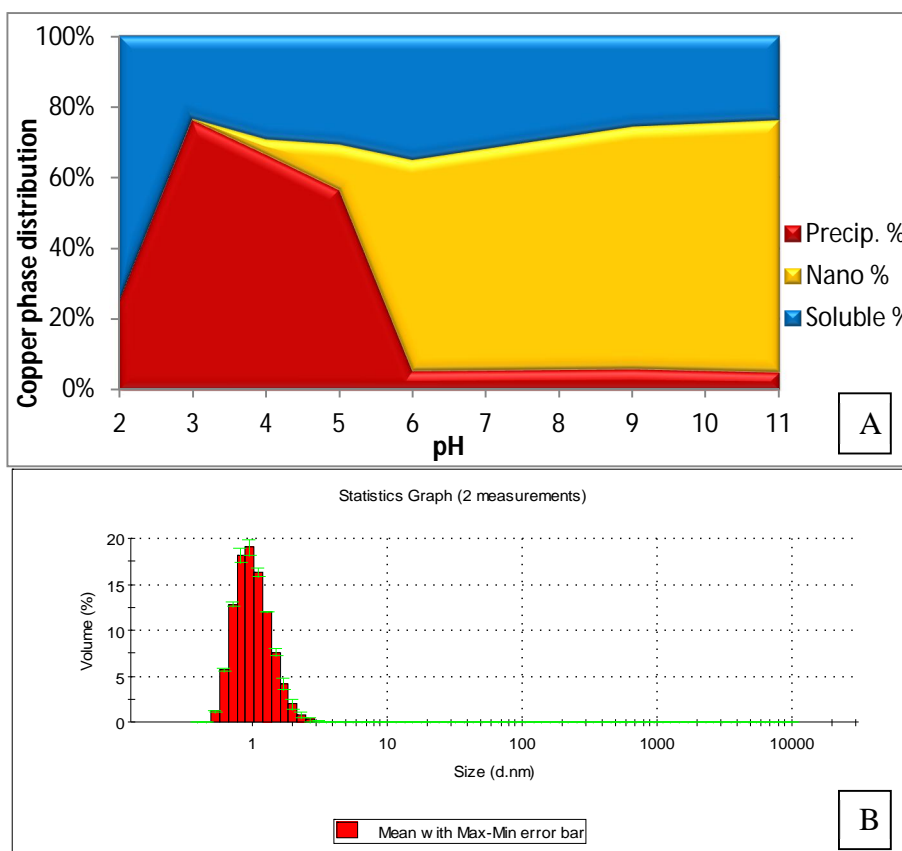 100%
80%
60%
40%
20%
0%
Copper phase distribution
2 3 4 5 6 7 8 9 10 11
pH
Precip. %
Nano %
Soluble %
A
Statistics Graph (2 measurements)
20
15
10
5
0
Volume (%)
1 10 100 1000 10000
Size (d.nm)
Mean with Max-Min error bar
B